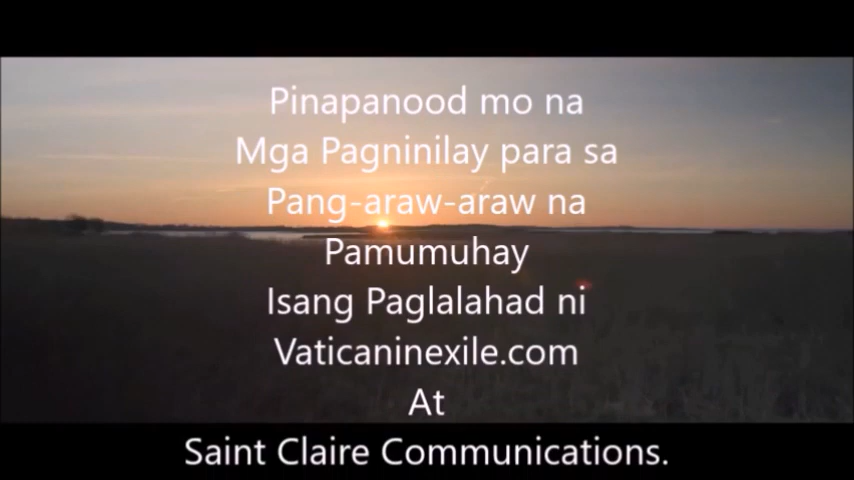 Pinapanood mo na
Mga Pagninilay para sa
Pang-araw-araw na
Pamumuhay
Isang Paglalahad ni
Vaticaninexile.com
At
Saint Claire Communications.